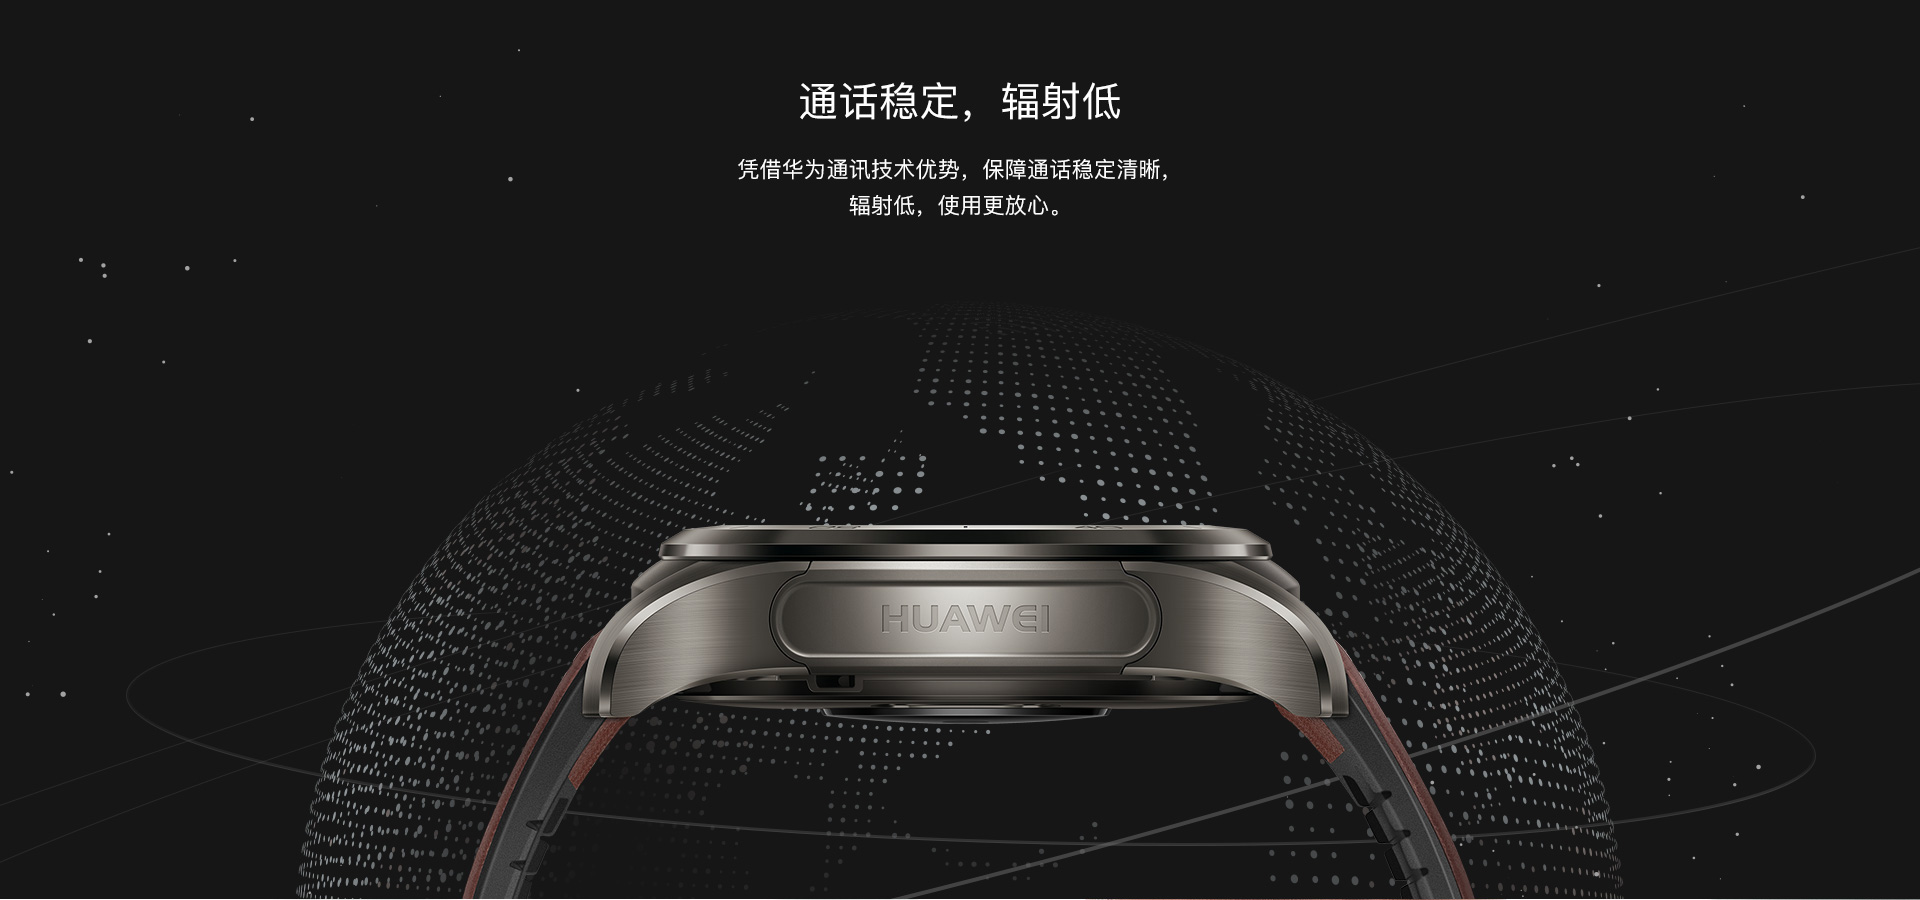 通话稳定，辐射低
凭借华为通讯技术优势，保障通话稳定清晰，
辐射低，使用更放心。
HUAWEI